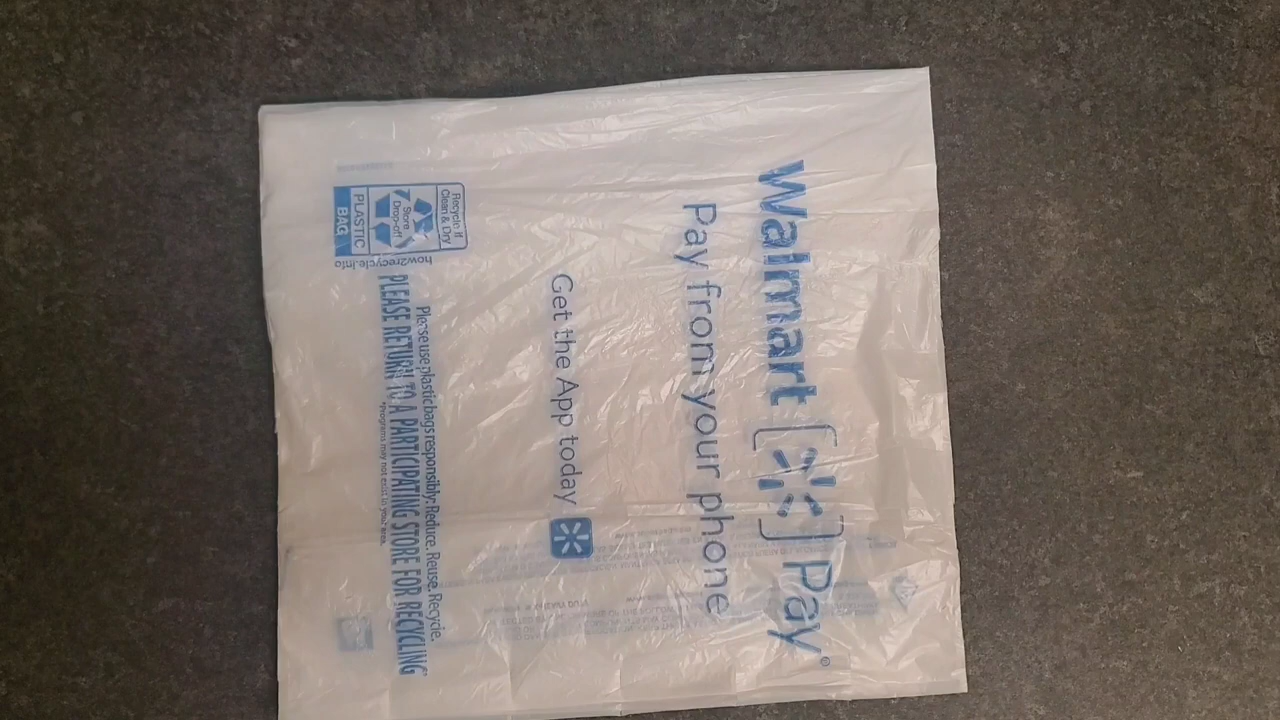 Walmart Pay®
Pay from your phone
Get the App today
Please use plastic bags responsibly: Reduce. Reuse. Recycle.
PLEASE RETURN TO A PARTICIPATING STORE FOR RECYCLING*
*Programs may not exist in your area.
Recycle if
Clean & Dry
Store
Drop-off
PLASTIC
BAG
how2recycle.info